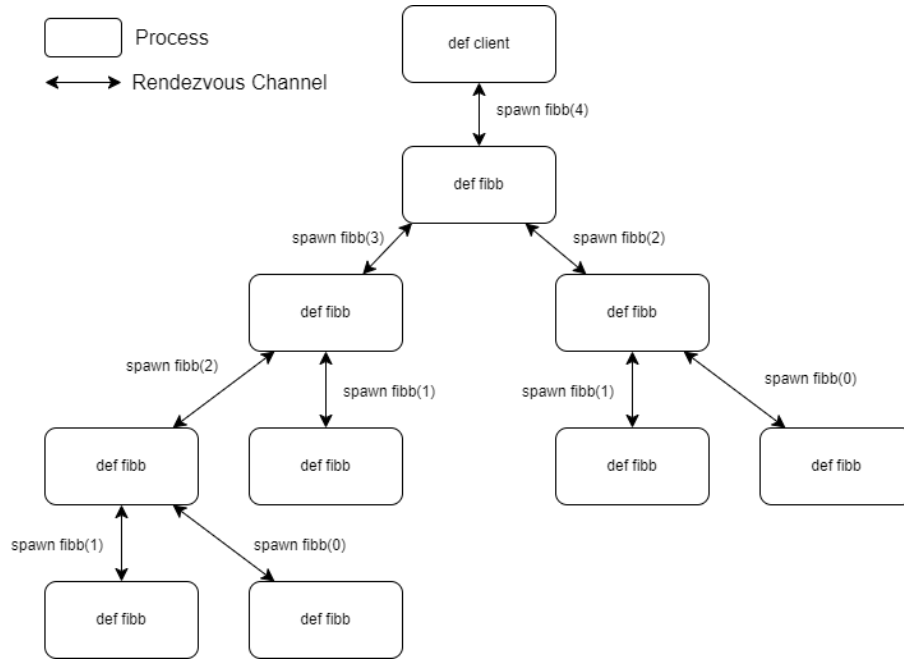 Process
Rendezvous Channel
def client
spawn fibb(4)
def fibb
spawn fibb(3)
spawn fibb(2)
def fibb
def fibb
spawn fibb(2)
spawn fibb(1)
spawn fibb(1)
spawn fibb(0)
def fibb
def fibb
def fibb
def fibb
spawn fibb(1)
spawn fibb(0)
def fibb
def fibb